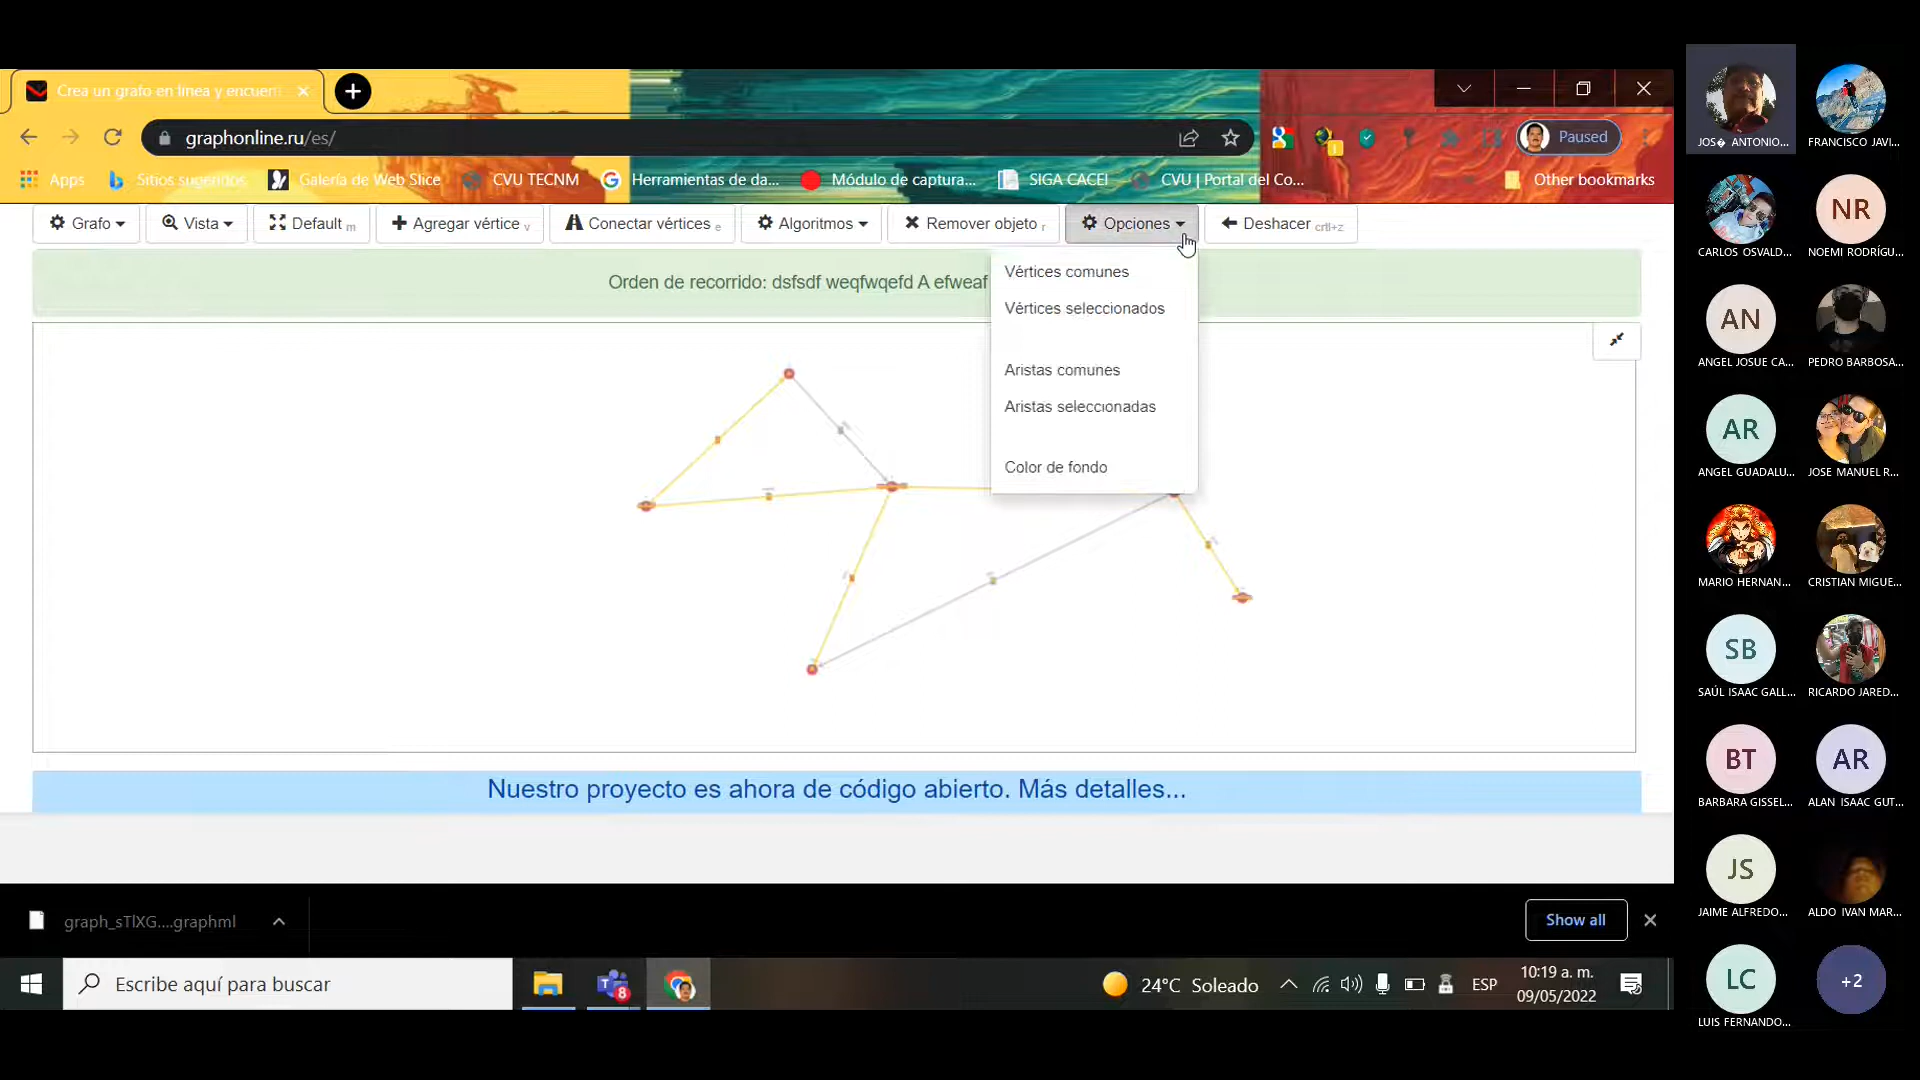 Crea un grafo en línea y encuent
graphonline.ru/es/
Paused
Apps
Sitios sugeridos
Galería de Web Slice
CVU TECNM
Herramientas de da...
Módulo de captura...
SIGA CACEI
CVU | Portal del Co...
Other bookmarks
Grafo
Vista
Default m
Agregar vértice v
Conectar vértices e
Algoritmos
Remover objeto r
Opciones
Deshacer crtl+z
Orden de recorrido: dsfsdf weqfwqefd A efweaf
Vértices comunes
Vértices seleccionados
Aristas comunes
Aristas seleccionadas
Color de fondo
Nuestro proyecto es ahora de código abierto. Más detalles...
graph_sTlXG....graphml
Show all
Escribe aquí para buscar
8
24°C Soleado
ESP
10:19 a. m.
09/05/2022
JOS� ANTONIO...
FRANCISCO JAVI...
CARLOS OSVALD...
NR
NOEMI RODRÍGU...
AN
ANGEL JOSUE CA...
PEDRO BARBOSA...
AR
ANGEL GUADALU...
JOSE MANUEL R...
MARIO HERNAN...
CRISTIAN MIGUE...
SB
SAÚL ISAAC GALL...
RICARDO JARED...
BT
BARBARA GISSEL...
AR
ALAN ISAAC GUT...
JS
JAIME ALFREDO...
ALDO IVAN MAR...
LC
LUIS FERNANDO...
+2